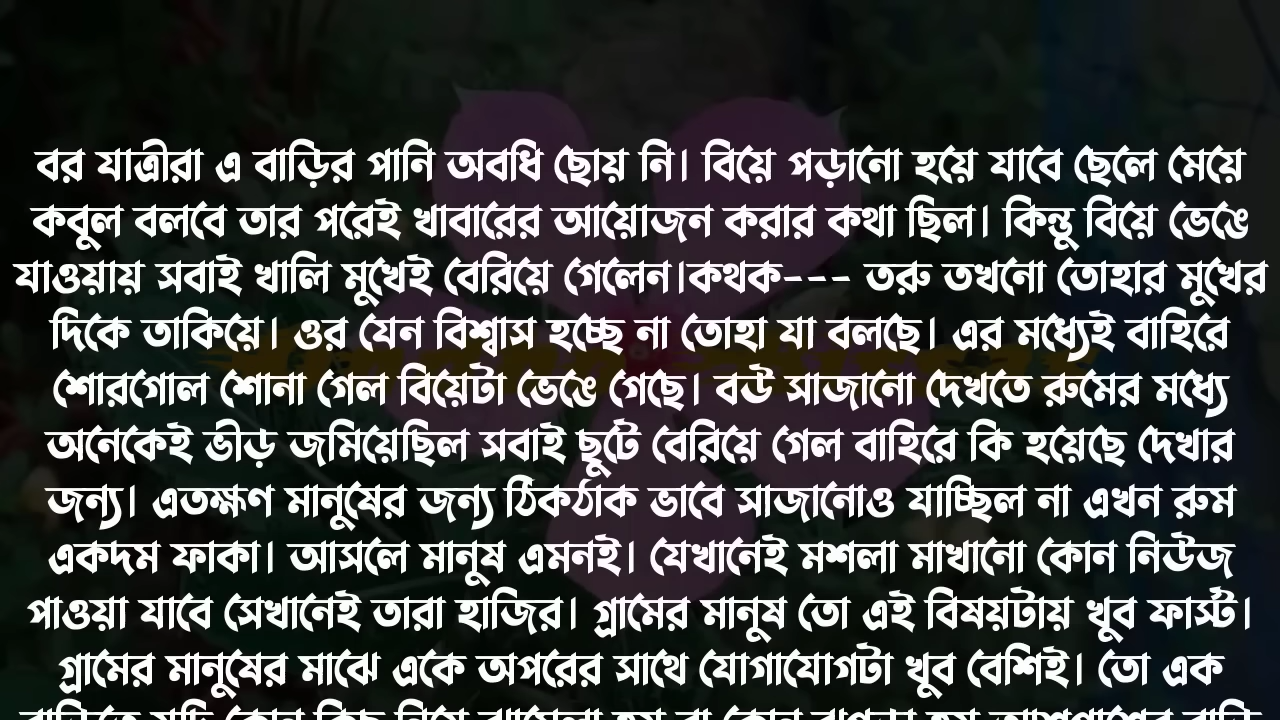 বর যাত্রীরা এ বাড়ির পানি অবধি ছোয় নি। বিয়ে পড়ানো হয়ে যাবে ছেলে মেয়ে
কবুল বলবে তার পরেই খাবারের আয়োজন করার কথা ছিল। কিন্তু বিয়ে ভেঙে
যাওয়ায় সবাই খালি মুখেই বেরিয়ে গেলেন।কথক--- তরু তখনো তোহার মুখের
দিকে তাকিয়ে। ওর যেন বিশ্বাস হচ্ছে না তোহা যা বলছে। এর মধ্যেই বাহিরে
শোরগোল শোনা গেল বিয়েটা ভেঙে গেছে। বউ সাজানো দেখতে রুমের মধ্যে
অনেকেই ভীড় জমিয়েছিল সবাই ছুটে বেরিয়ে গেল বাহিরে কি হয়েছে দেখার
জন্য। এতক্ষণ মানুষের জন্য ঠিকঠাক ভাবে সাজানোও যাচ্ছিল না এখন রুম
একদম ফাকা। আসলে মানুষ এমনই। যেখানেই মশলা মাখানো কোন নিউজ
পাওয়া যাবে সেখানেই তারা হাজির। গ্রামের মানুষ তো এই বিষয়টায় খুব ফার্স্ট।
গ্রামের মানুষের মাঝে একে অপরের সাথে যোগাযোগটা খুব বেশিই। তো এক